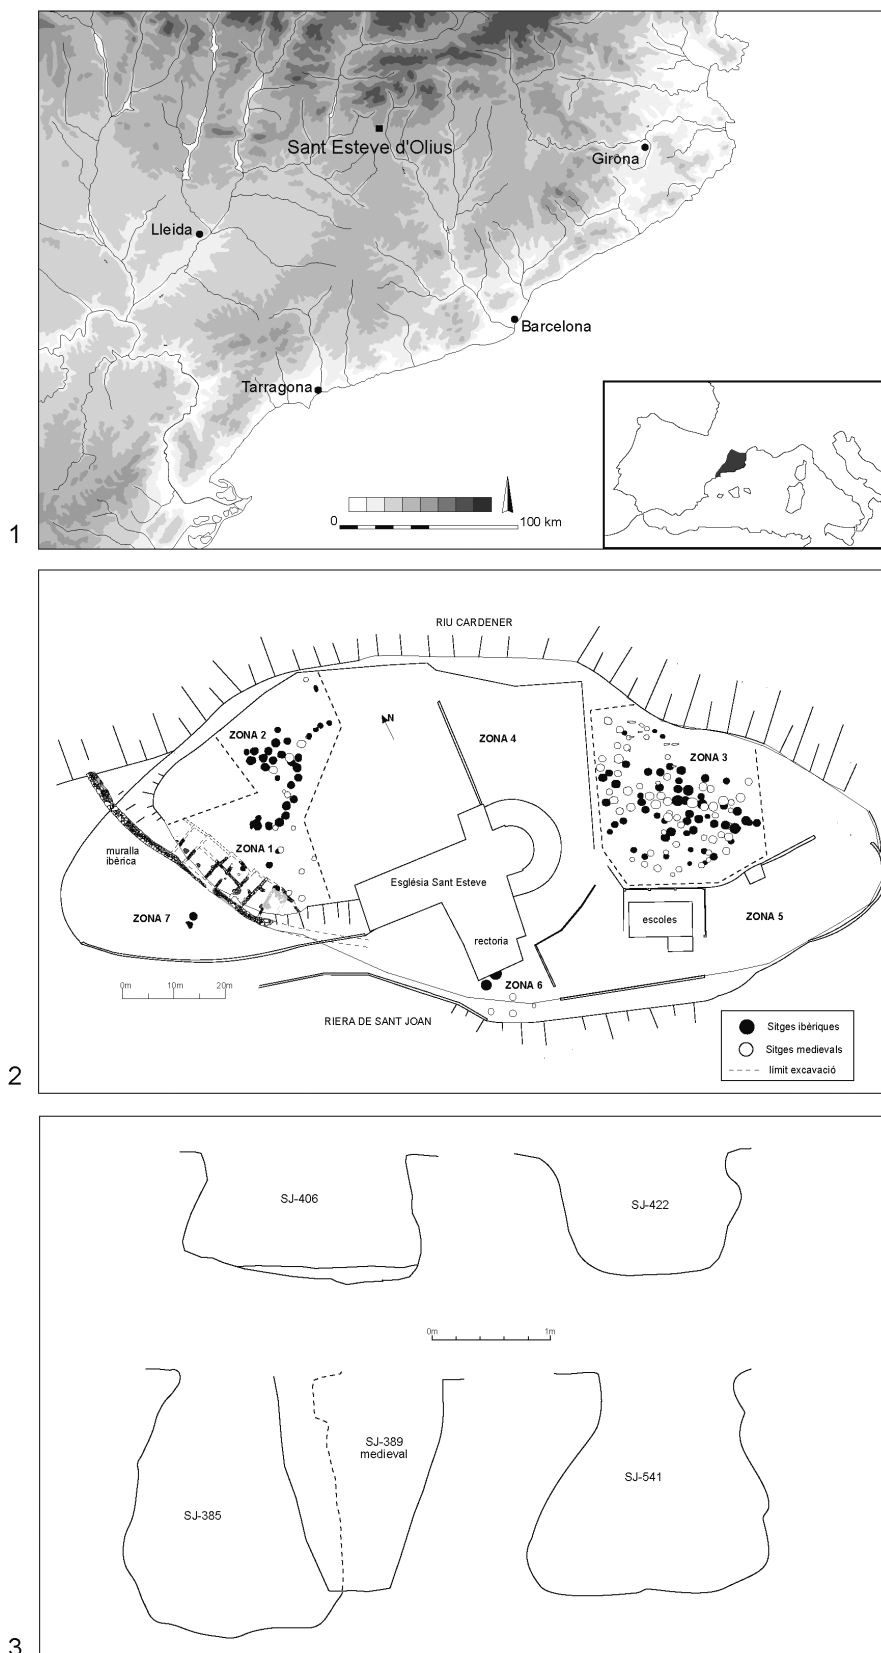 Sant Esteve d'Olius
Girona
Lleida
Barcelona
Tarragona
0
100 km
1
RIU CARDENER
N
ZONA 2
ZONA 4
ZONA 3
muralla
ibèrica
ZONA 1
Església Sant Esteve
ZONA 7
escoles
ZONA 5
rectoria
ZONA 6
0m 10m 20m
RIERA DE SANT JOAN
Sitges ibèriques
Sitges medievals
límit excavació
2
SJ-406
SJ-422
0m 1m
SJ-389
medieval
SJ-385
SJ-541
3